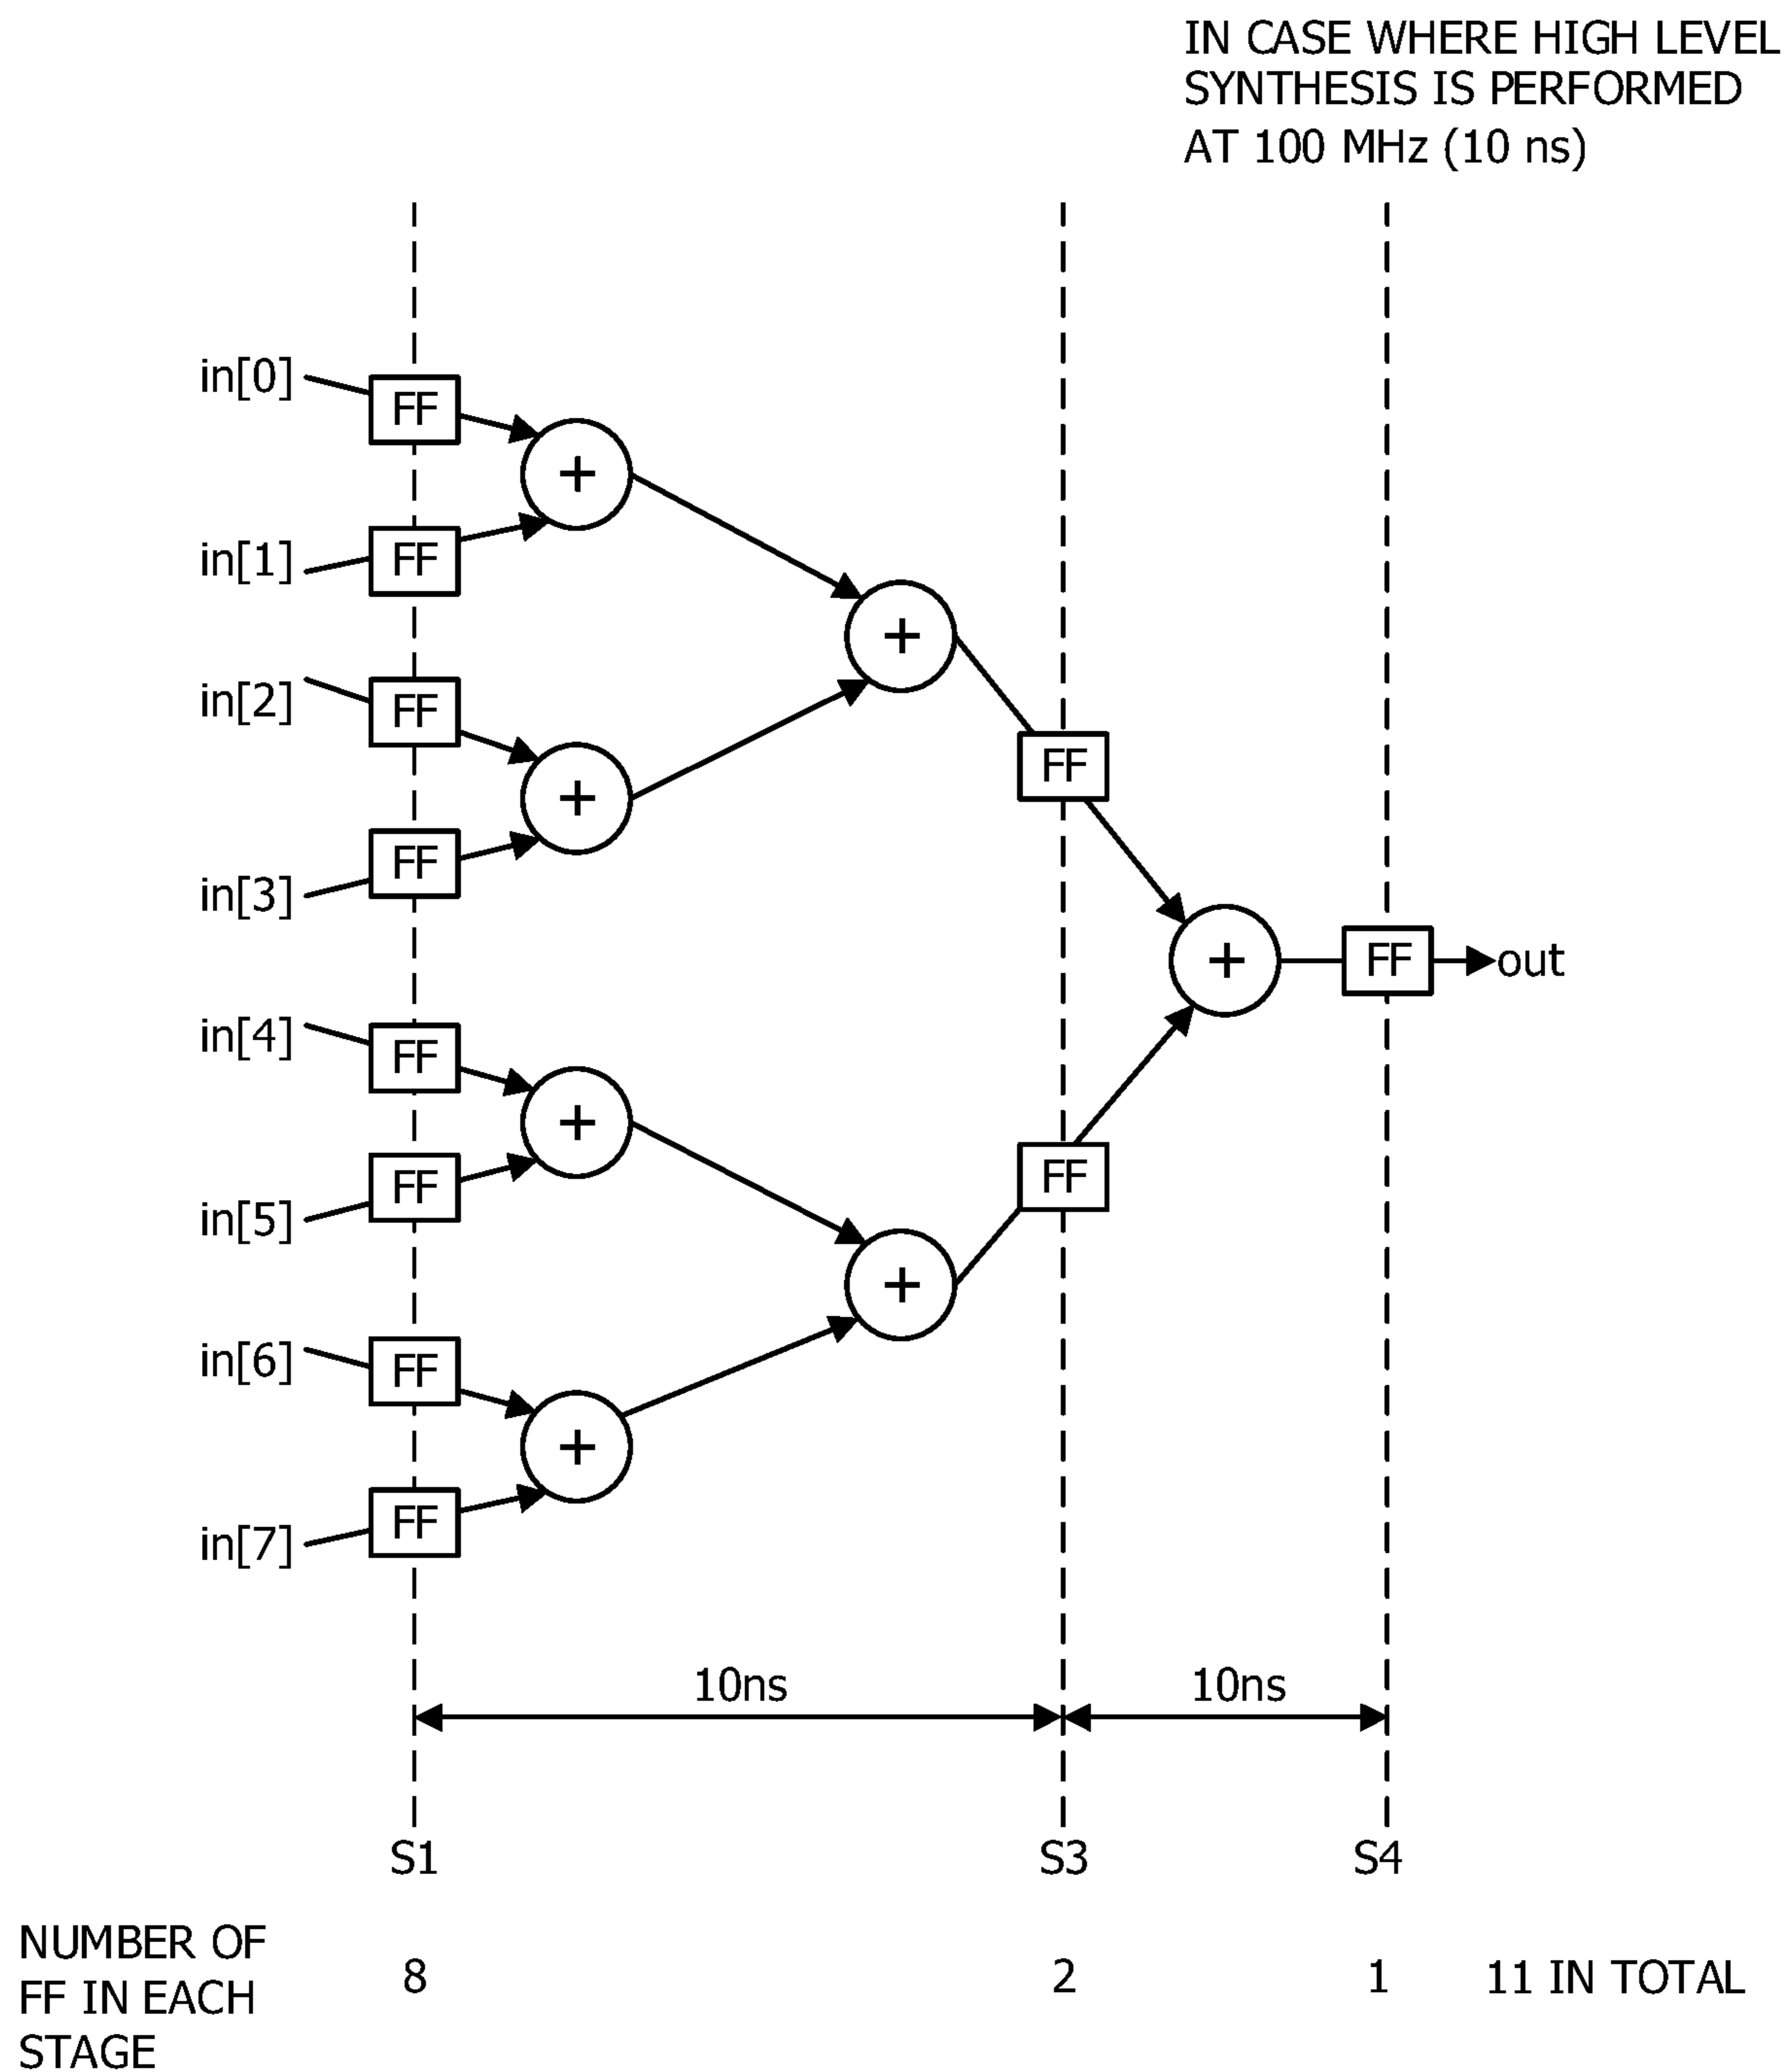 IN CASE WHERE HIGH LEVEL
SYNTHESIS IS PERFORMED
AT 100 MHz (10 ns)
in[0]
FF
+
in[1]
FF
+
in[2]
FF
FF
+
in[3]
FF
+
FF
out
in[4]
FF
+
in[5]
FF
FF
+
in[6]
FF
+
in[7]
FF
10ns
10ns
S1
S3
S4
NUMBER OF
FF IN EACH
STAGE
8
2
1
11 IN TOTAL